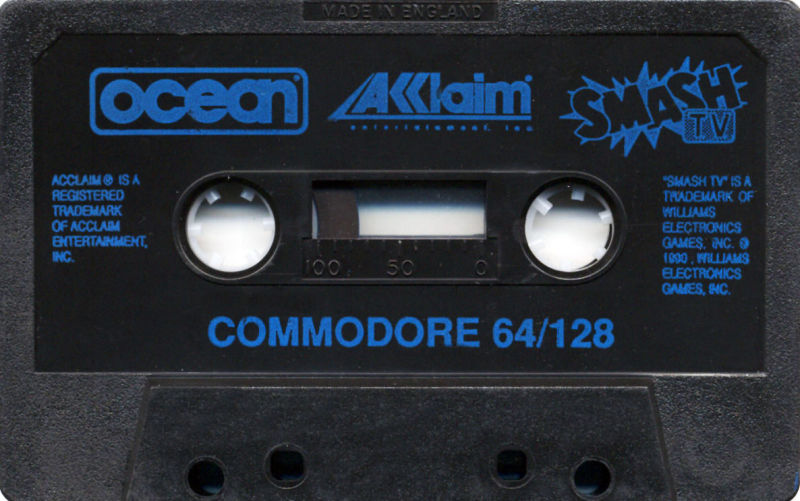 MADE IN ENGLAND
ocean®
Acclaim®
entertainment, inc.
SMASH
TV
ACCLAIM ® IS A
REGISTERED
TRADEMARK
OF ACCLAIM
ENTERTAINMENT,
INC.
"SMASH TV" IS A
TRADEMARK OF
WILLIAMS
ELECTRONICS
GAMES, INC. ®
1990, WILLIAMS
ELECTRONICS
GAMES, INC.
100 50 0
COMMODORE 64/128